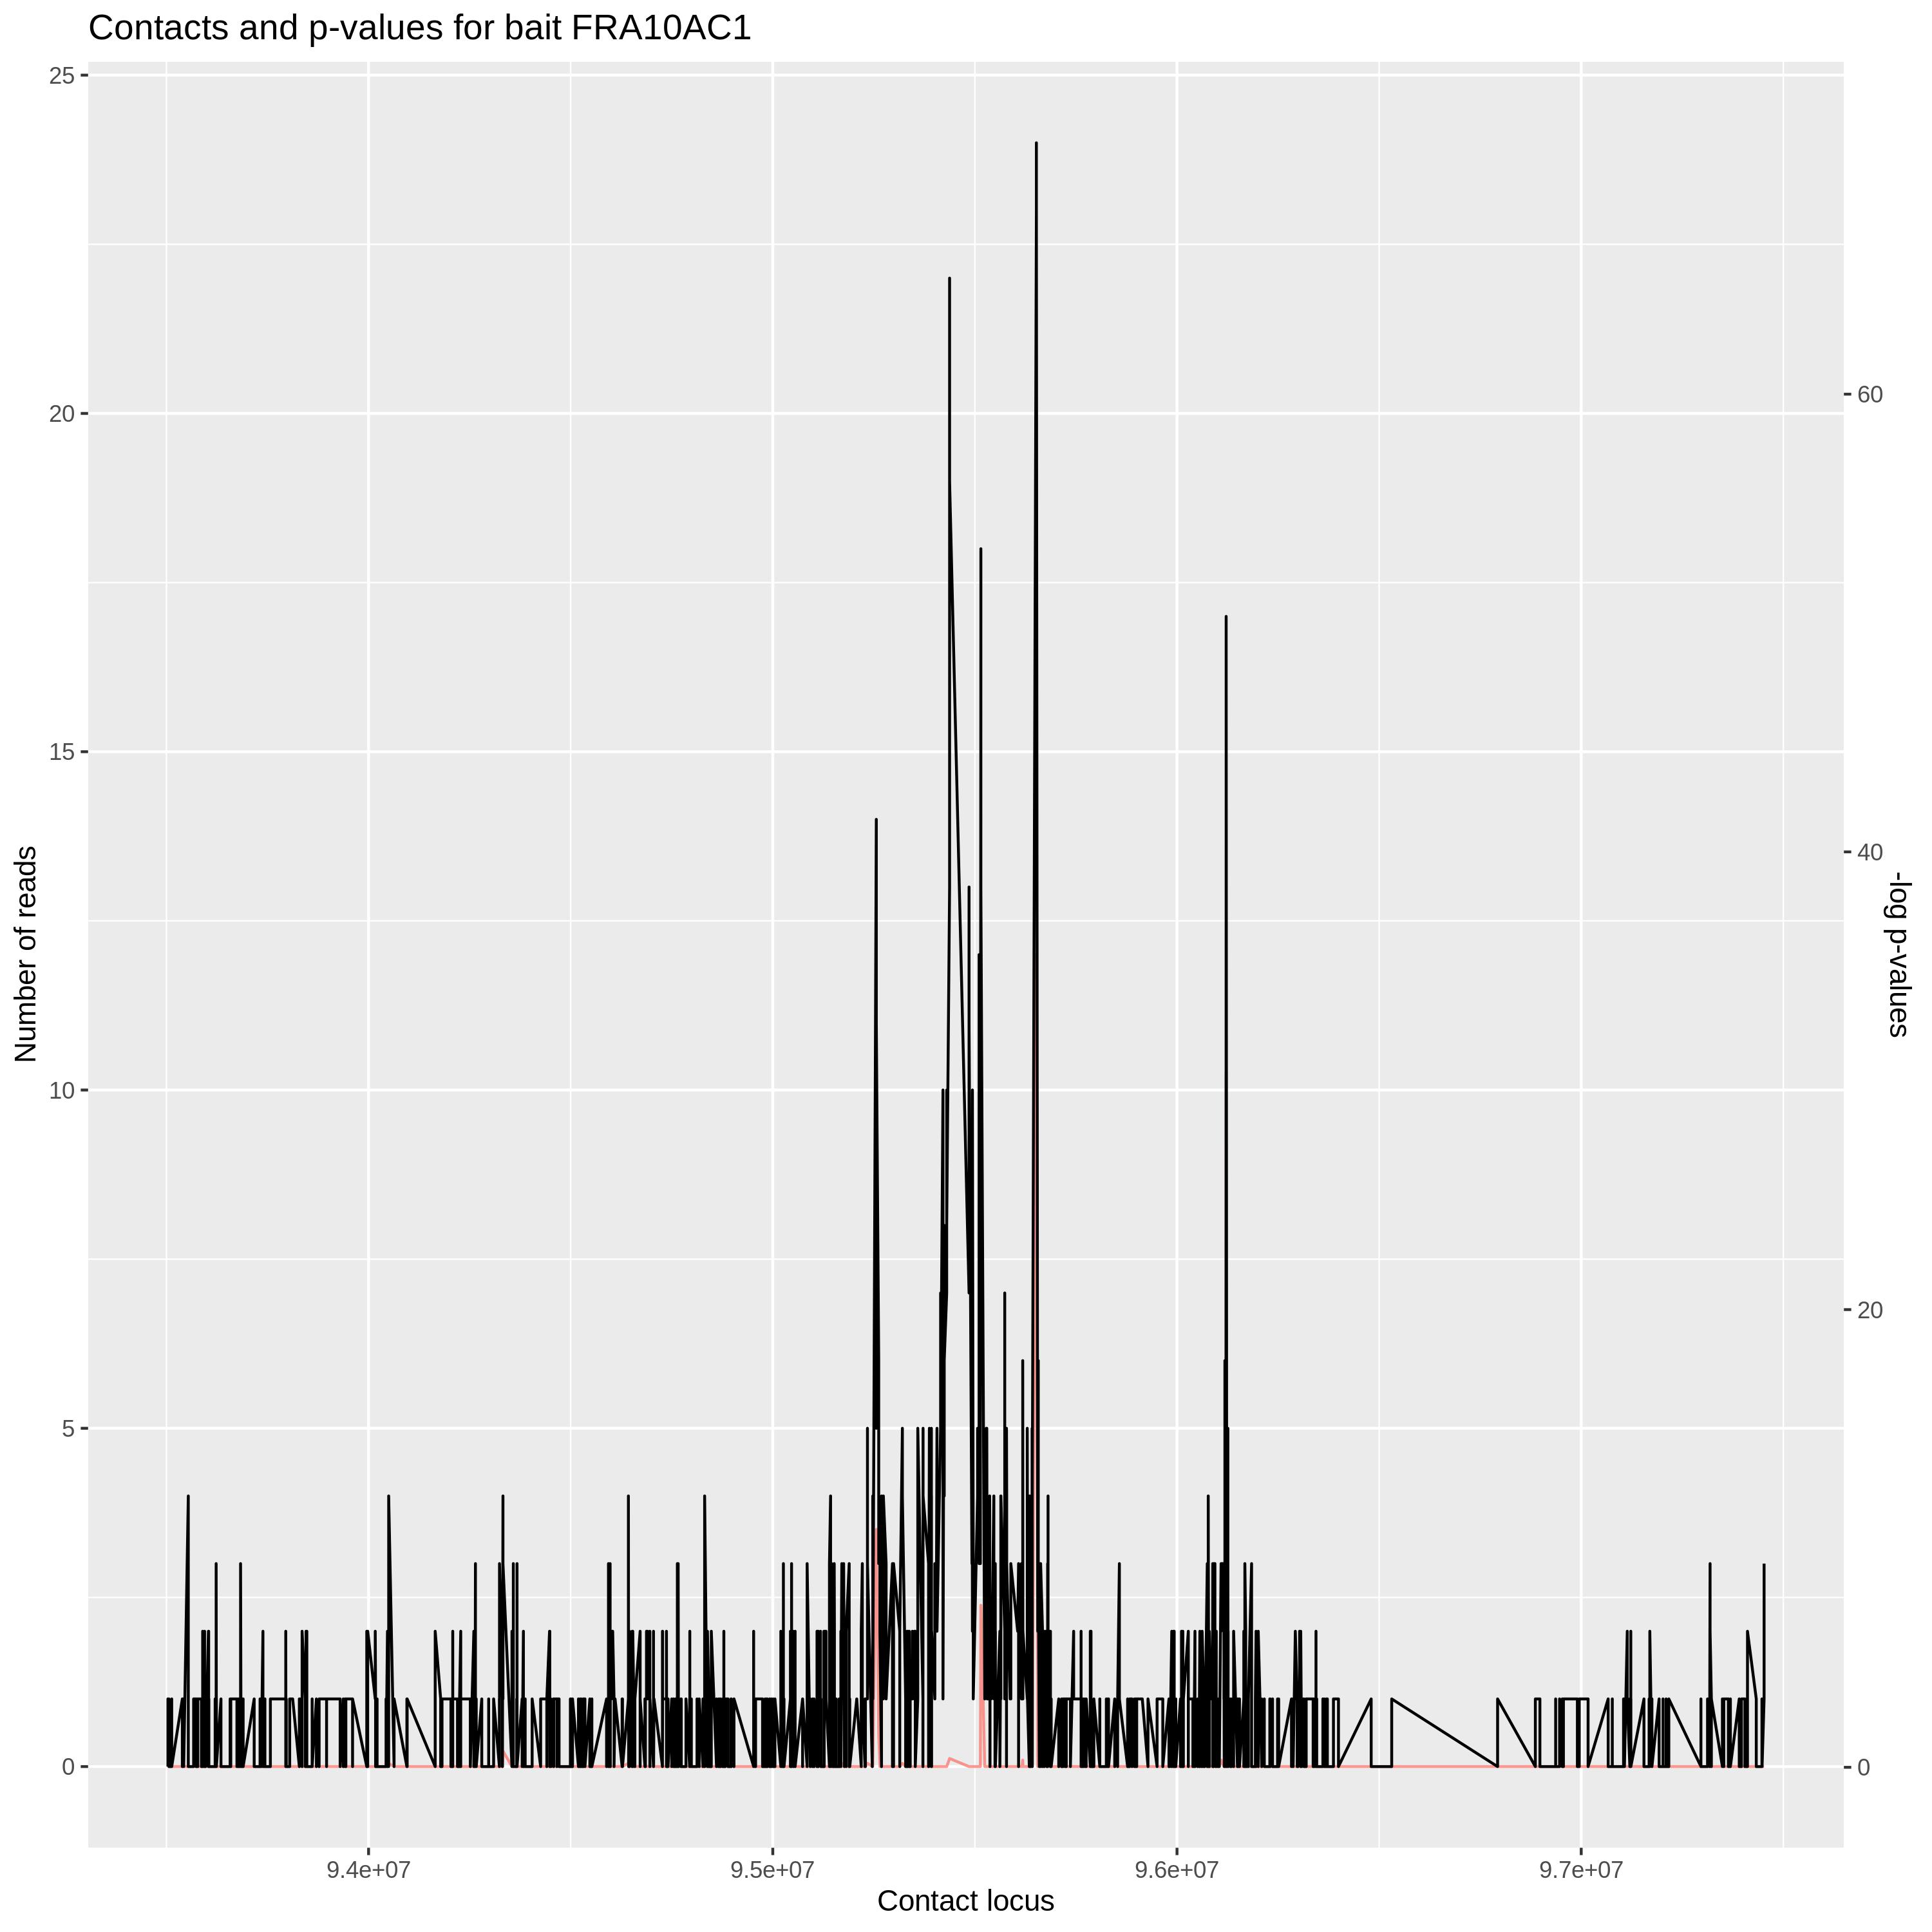 Contacts and p-values for bait FRA10AC1
25
20
15
10
5
0
Number of reads
60
40
20
0
-log p-values
9.4e+07
9.5e+07
9.6e+07
9.7e+07
Contact locus